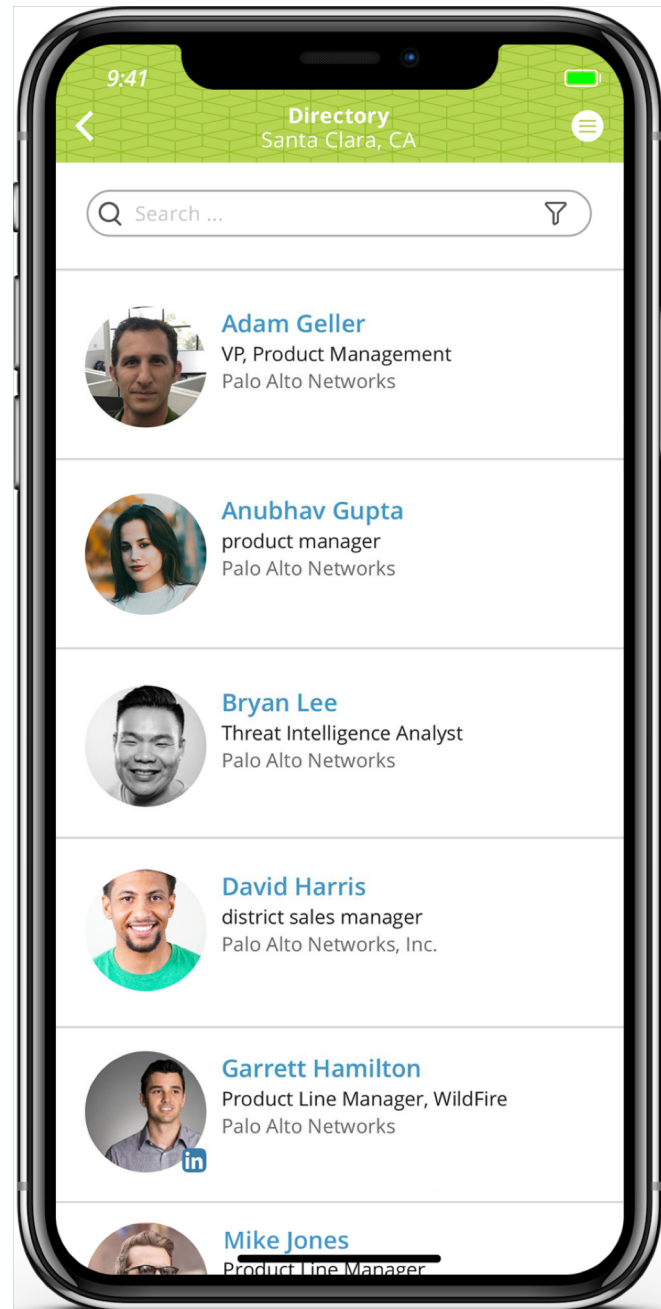 9:41
Directory
Santa Clara, CA
Search ...
Adam Geller
VP, Product Management
Palo Alto Networks
Anubhav Gupta
product manager
Palo Alto Networks
Bryan Lee
Threat Intelligence Analyst
Palo Alto Networks
David Harris
district sales manager
Palo Alto Networks, Inc.
Garrett Hamilton
Product Line Manager, WildFire
Palo Alto Networks
in
Mike Jones
Product Line Manager